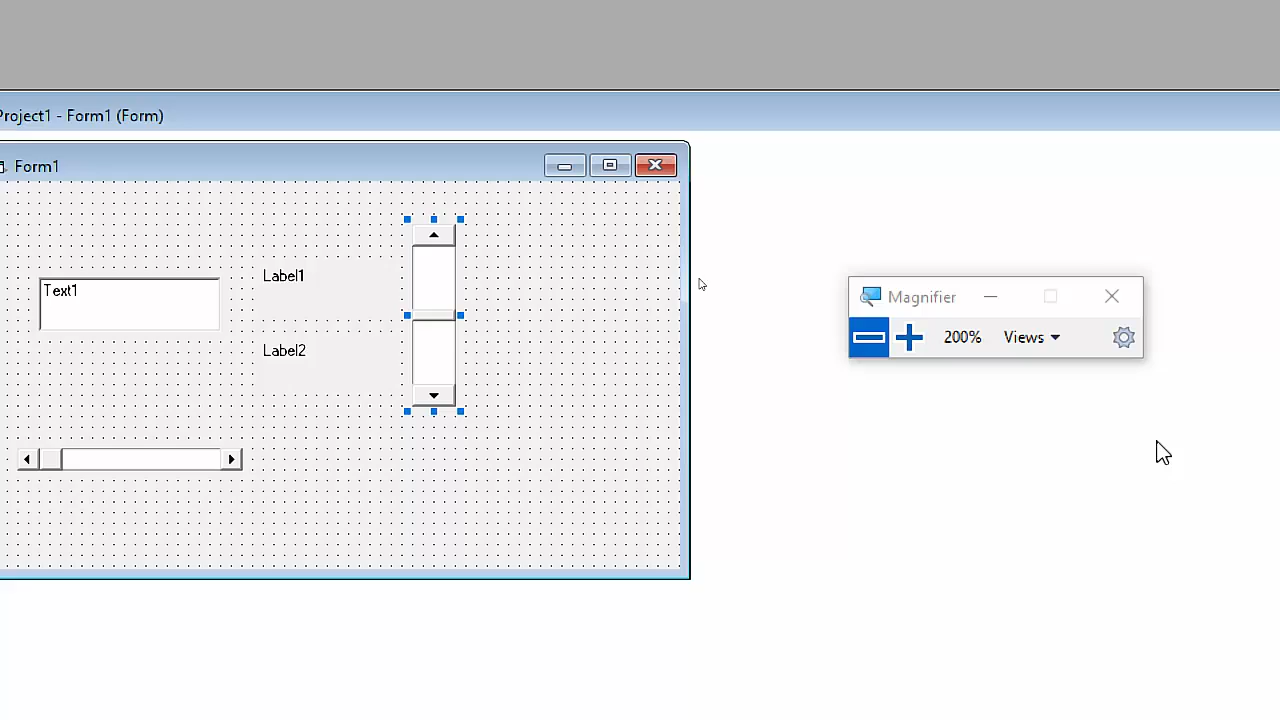 Project1 - Form1 (Form)
Form1
Label1
Text1
Label2
Magnifier
200% Views